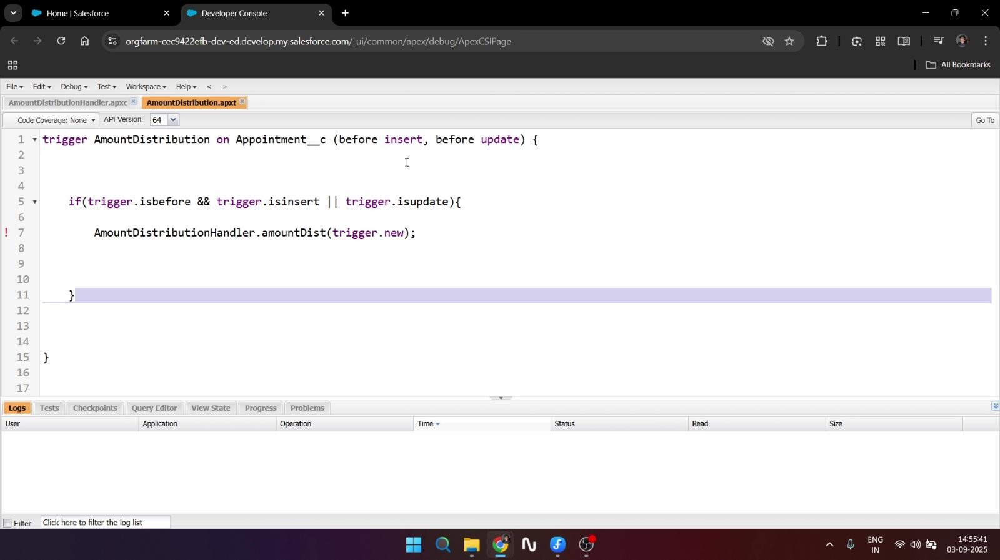 Home | Salesforce
Developer Console
orgfarm-cec9422efb-dev-ed.develop.my.salesforce.com/_ui/common/apex/debug/ApexCSIPage
All Bookmarks
File Edit Debug Test Workspace Help < >
AmountDistributionHandler.apxc AmountDistribution.apxt
Code Coverage: None API Version: 64 Go To
1 trigger AmountDistribution on Appointment__c (before insert, before update) {
2
3
4
5 if(trigger.isbefore && trigger.isinsert || trigger.isupdate){
6
! 7 AmountDistributionHandler.amountDist(trigger.new);
8
9
10
11 }
12
13
14
15 }
16
17
Logs Tests Checkpoints Query Editor View State Progress Problems
User Application Operation Time Status Read Size
Filter Click here to filter the log list
ENG
IN
14:55:41
03-09-2025